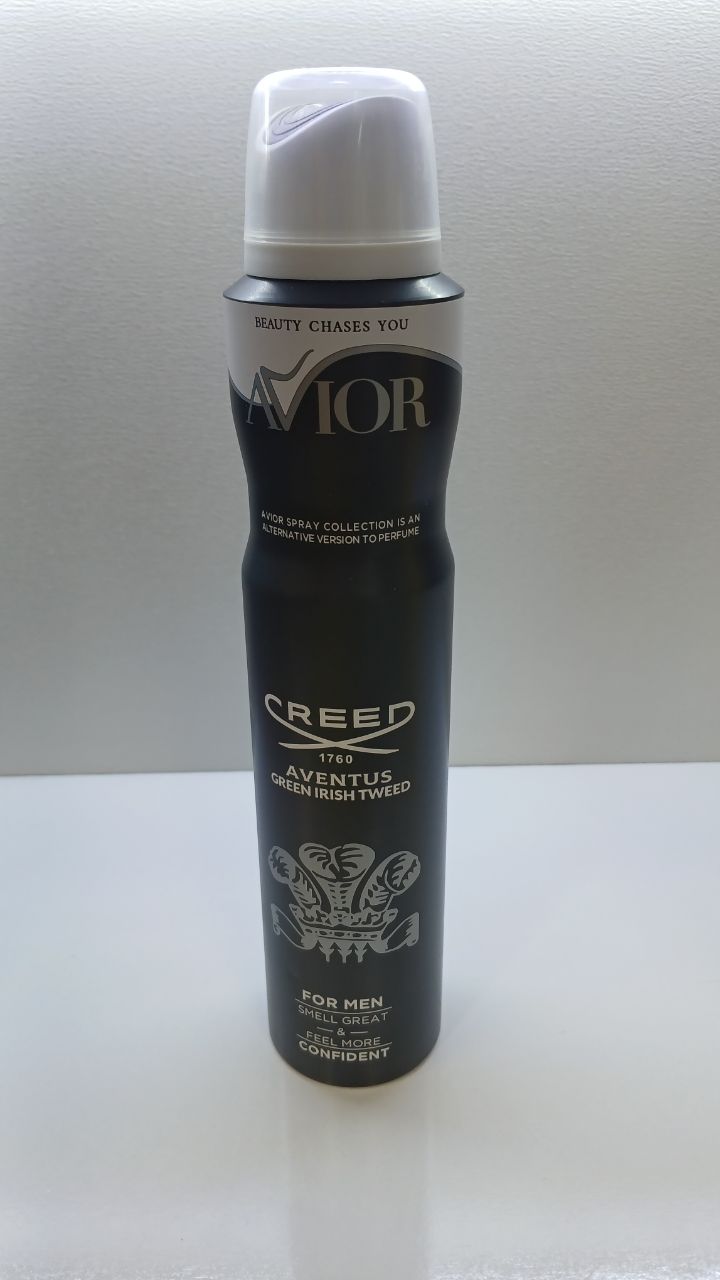 BEAUTY CHASES YOU
AVIOR
AVIOR SPRAY COLLECTION IS AN
ALTERNATIVE VERSION TO PERFUME
CREED
1760
AVENTUS
GREEN IRISH TWEED
FOR MEN
SMELL GREAT
— & —
FEEL MORE
CONFIDENT